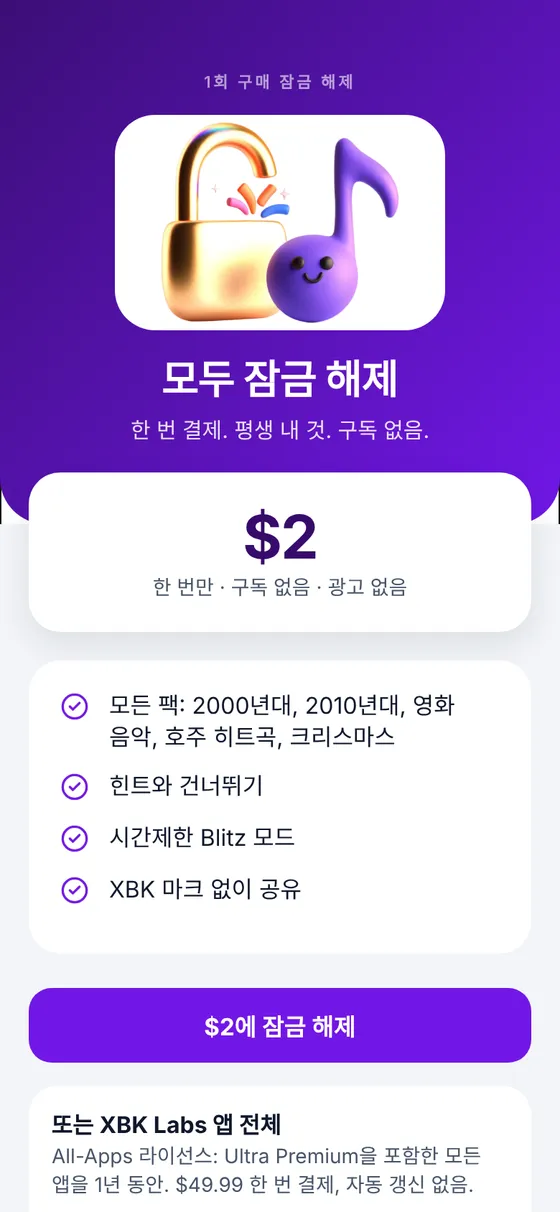 1회 구매 잠금 해제
모두 잠금 해제
한 번 결제. 평생 내 것. 구독 없음.
$2
한 번만 · 구독 없음 · 광고 없음
모든 팩: 2000년대, 2010년대, 영화
음악, 호주 히트곡, 크리스마스
힌트와 건너뛰기
시간제한 Blitz 모드
XBK 마크 없이 공유
$2에 잠금 해제
또는 XBK Labs 앱 전체
All-Apps 라이선스: Ultra Premium을 포함한 모든
앱을 1년 동안. $49.99 한 번 결제, 자동 갱신 없음.